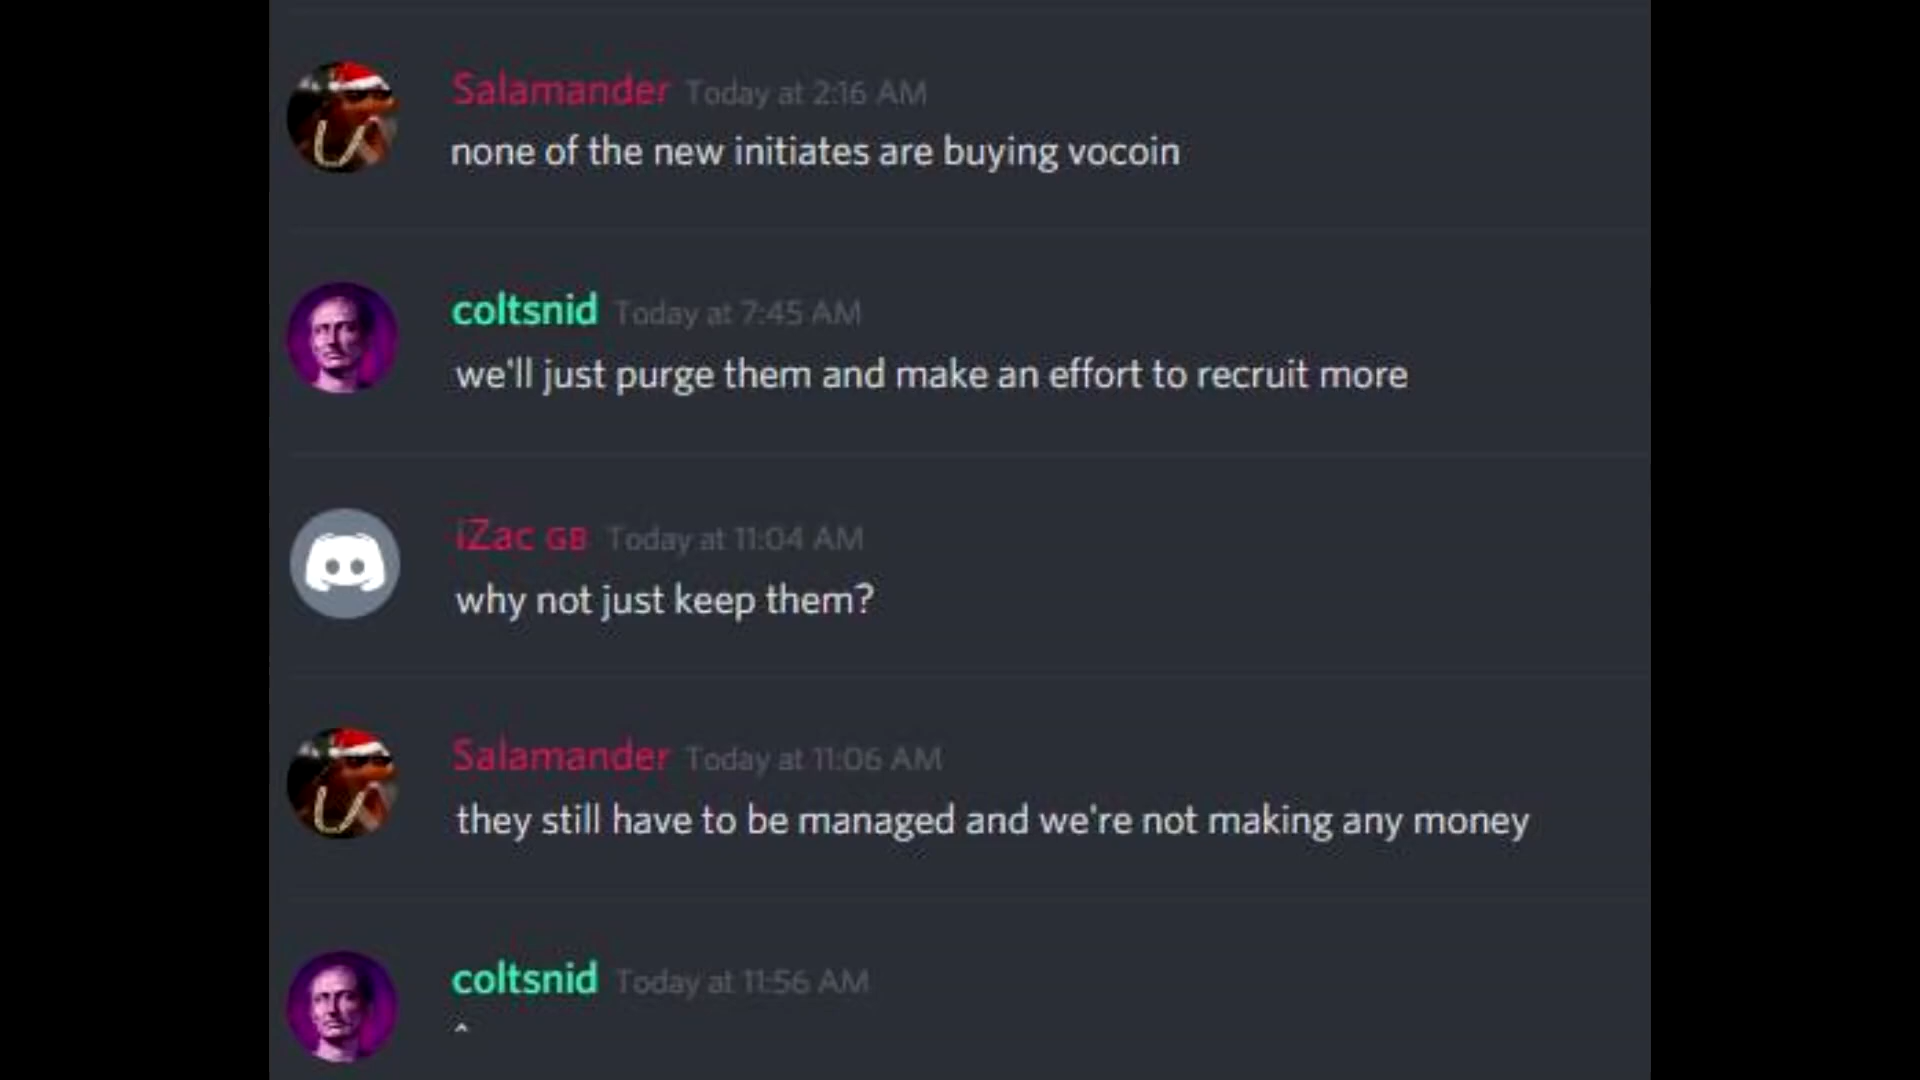 Salamander Today at 2:16 AM
none of the new initiates are buying vocoin
coltsnid Today at 7:45 AM
we'll just purge them and make an effort to recruit more
iZac GB Today at 11:04 AM
why not just keep them?
Salamander Today at 11:06 AM
they still have to be managed and we're not making any money
coltsnid Today at 11:56 AM
^